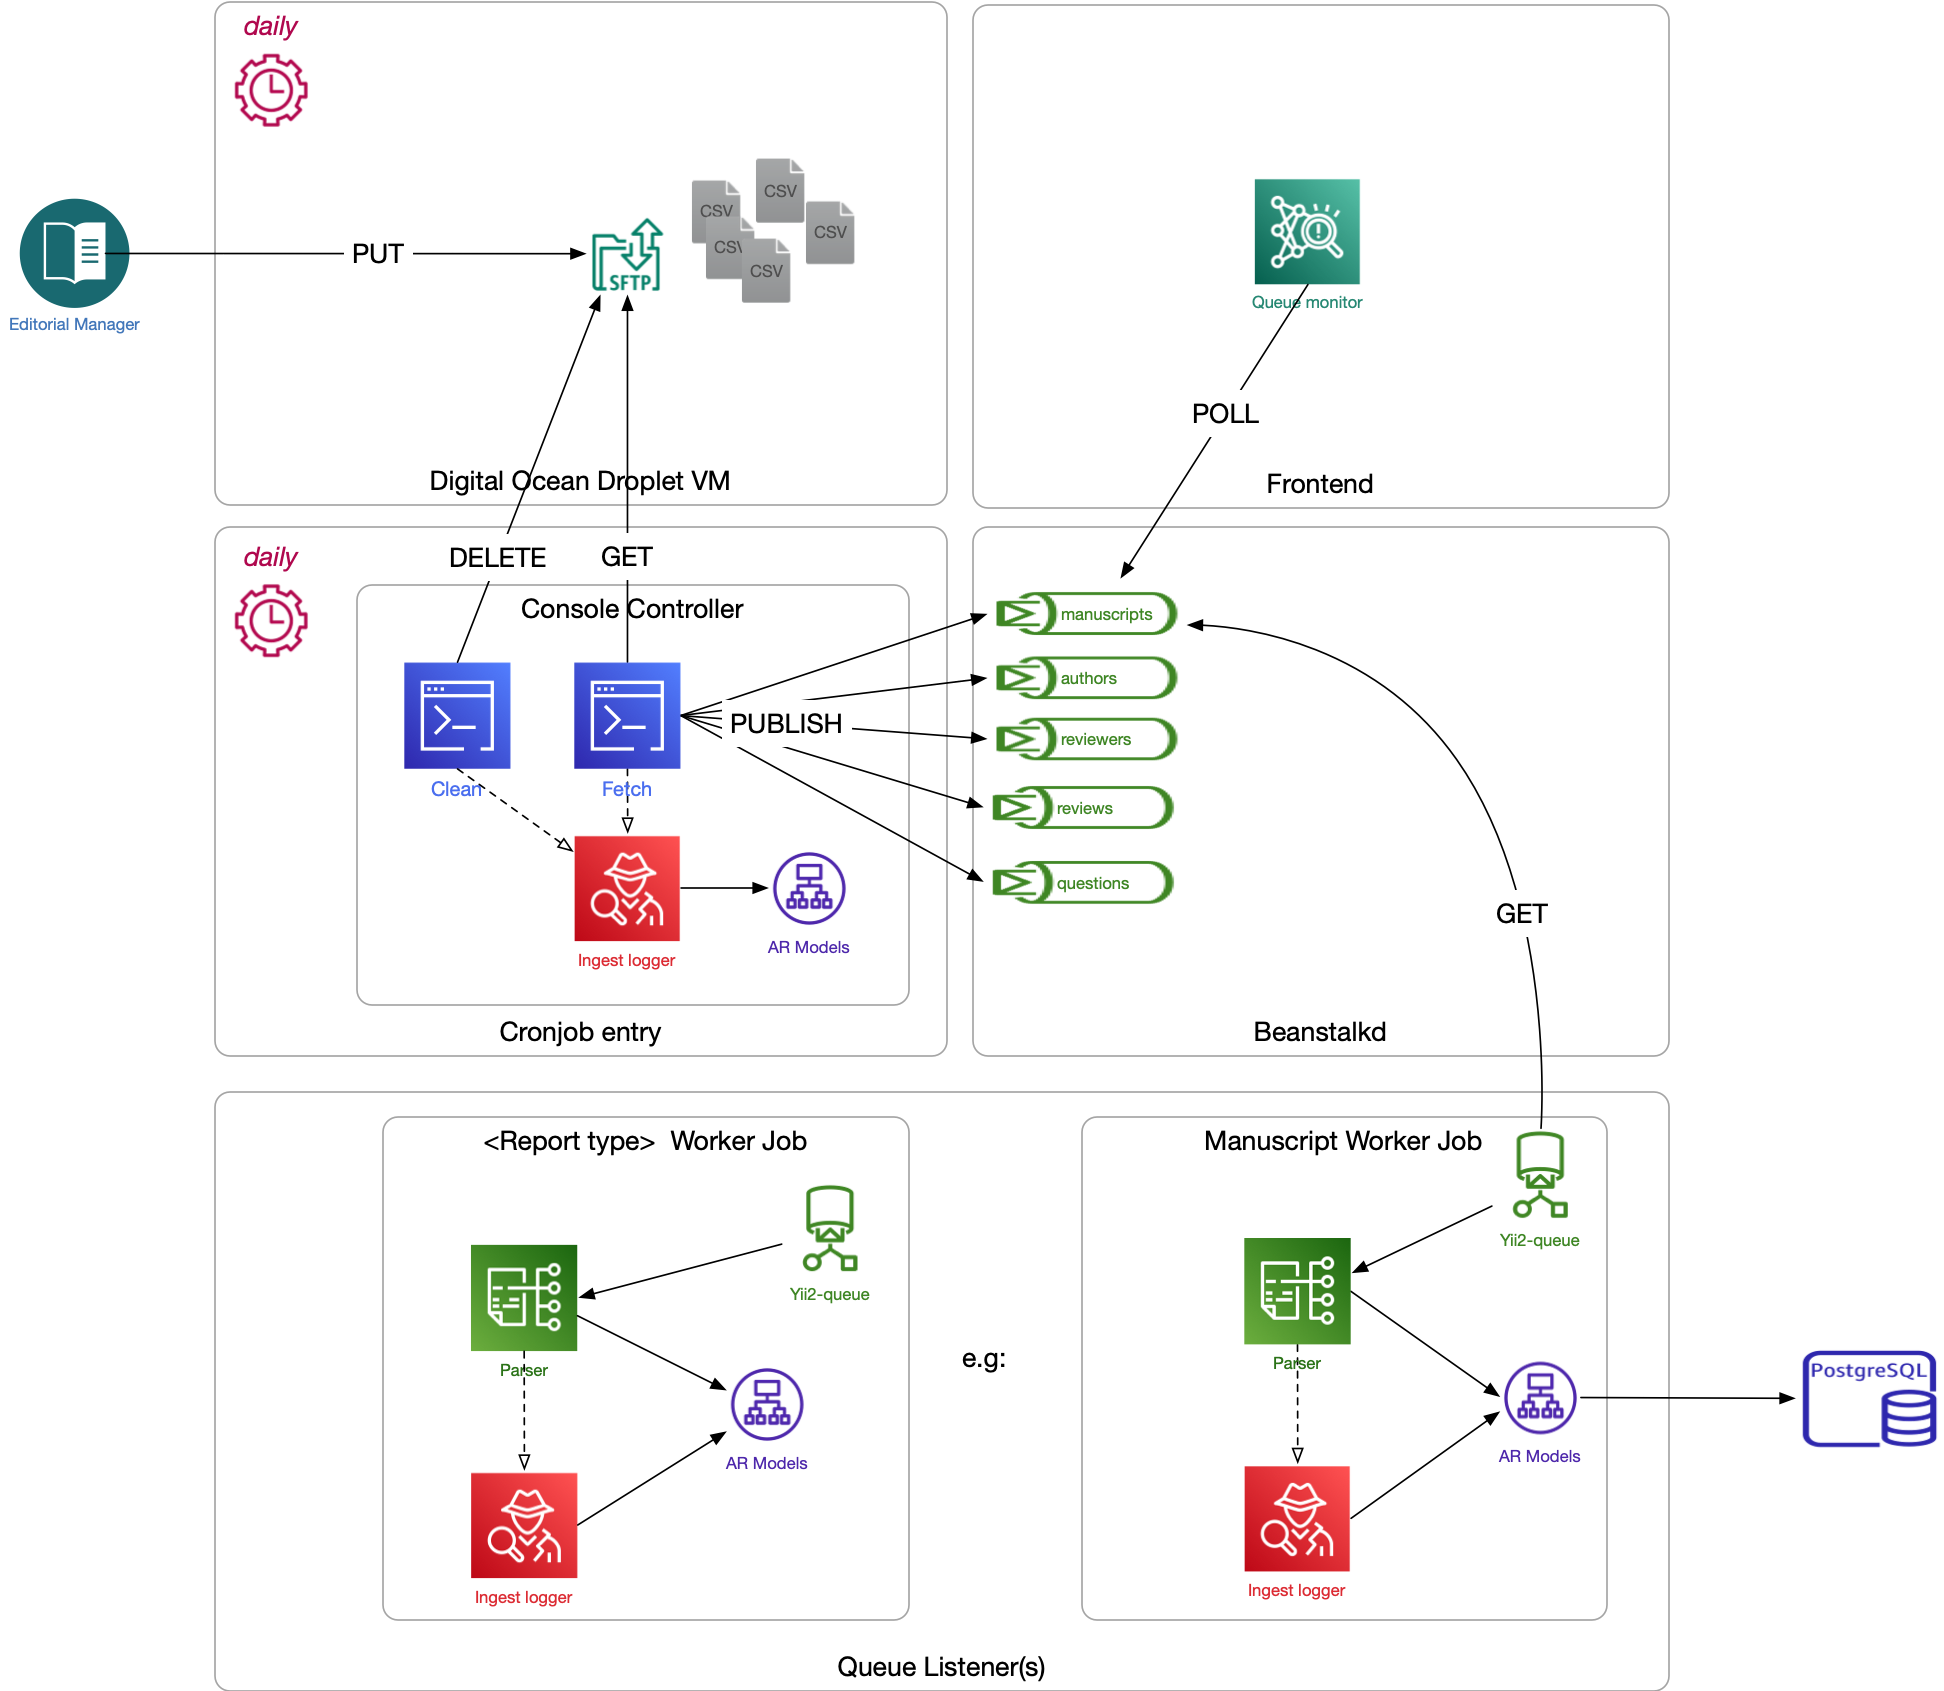 daily
Editorial Manager
PUT
SFTP
CSV
CSV
CSV
CSV
CSV
Digital Ocean Droplet VM
Queue monitor
POLL
Frontend
daily
DELETE
GET
Console Controller
Clean
Fetch
PUBLISH
Ingest logger
AR Models
Cronjob entry
manuscripts
authors
reviewers
reviews
questions
GET
Beanstalkd
<Report type> Worker Job
Yii2-queue
Parser
AR Models
Ingest logger
e.g:
Manuscript Worker Job
Yii2-queue
Parser
AR Models
Ingest logger
PostgreSQL
Queue Listener(s)